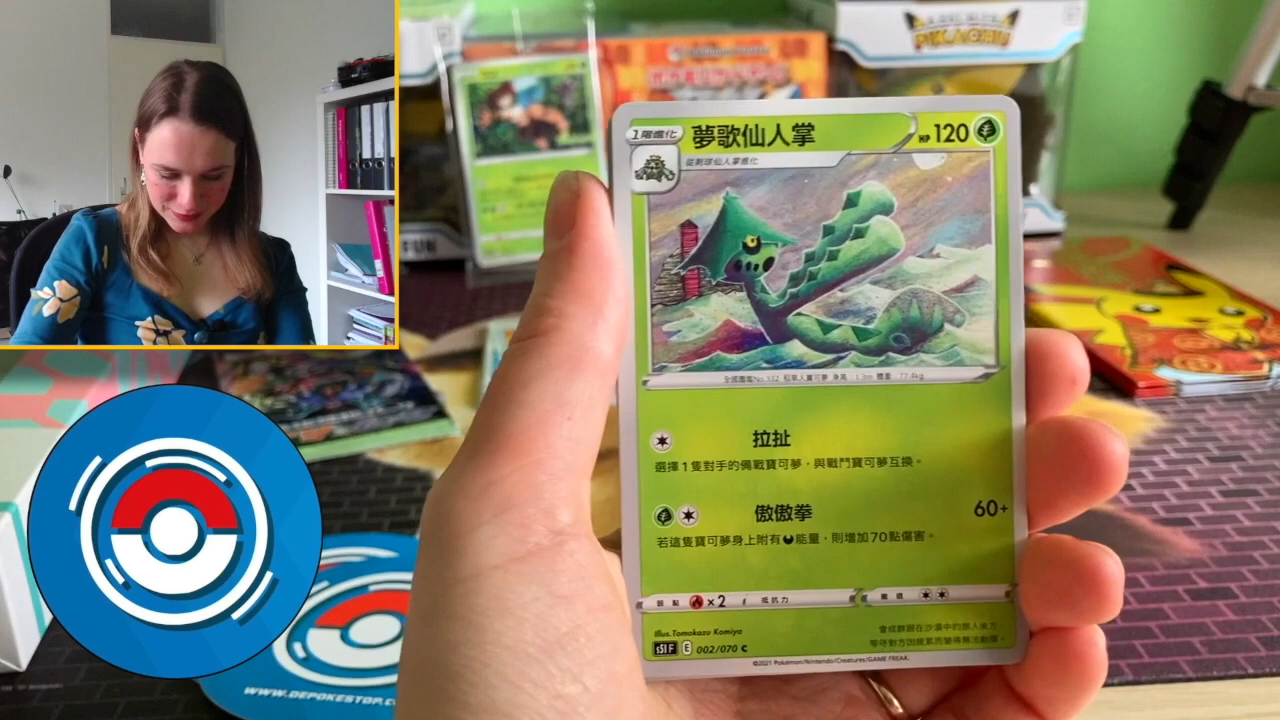 PIKACHU
1階進化
夢歌仙人掌
HP 120
從刺球仙人掌進化
全國圖鑑No.332 稻草人寶可夢 身高:1.3m 體重:77.4kg
拉扯
選擇1隻對手的備戰寶可夢,與戰鬥寶可夢互換。
傲傲拳
60+
若這隻寶可夢身上附有能量,則增加70點傷害。
弱點
×2
抵抗力
撤退
Illus.Tomokazu Komiya
s5I F
E
002/070 C
會成群跟在沙漠中的旅人後方
等待對方因疲累而變得無法動彈。
©2021 Pokémon/Nintendo/Creatures/GAME FREAK.
WWW.DEPOKESTOP.CO